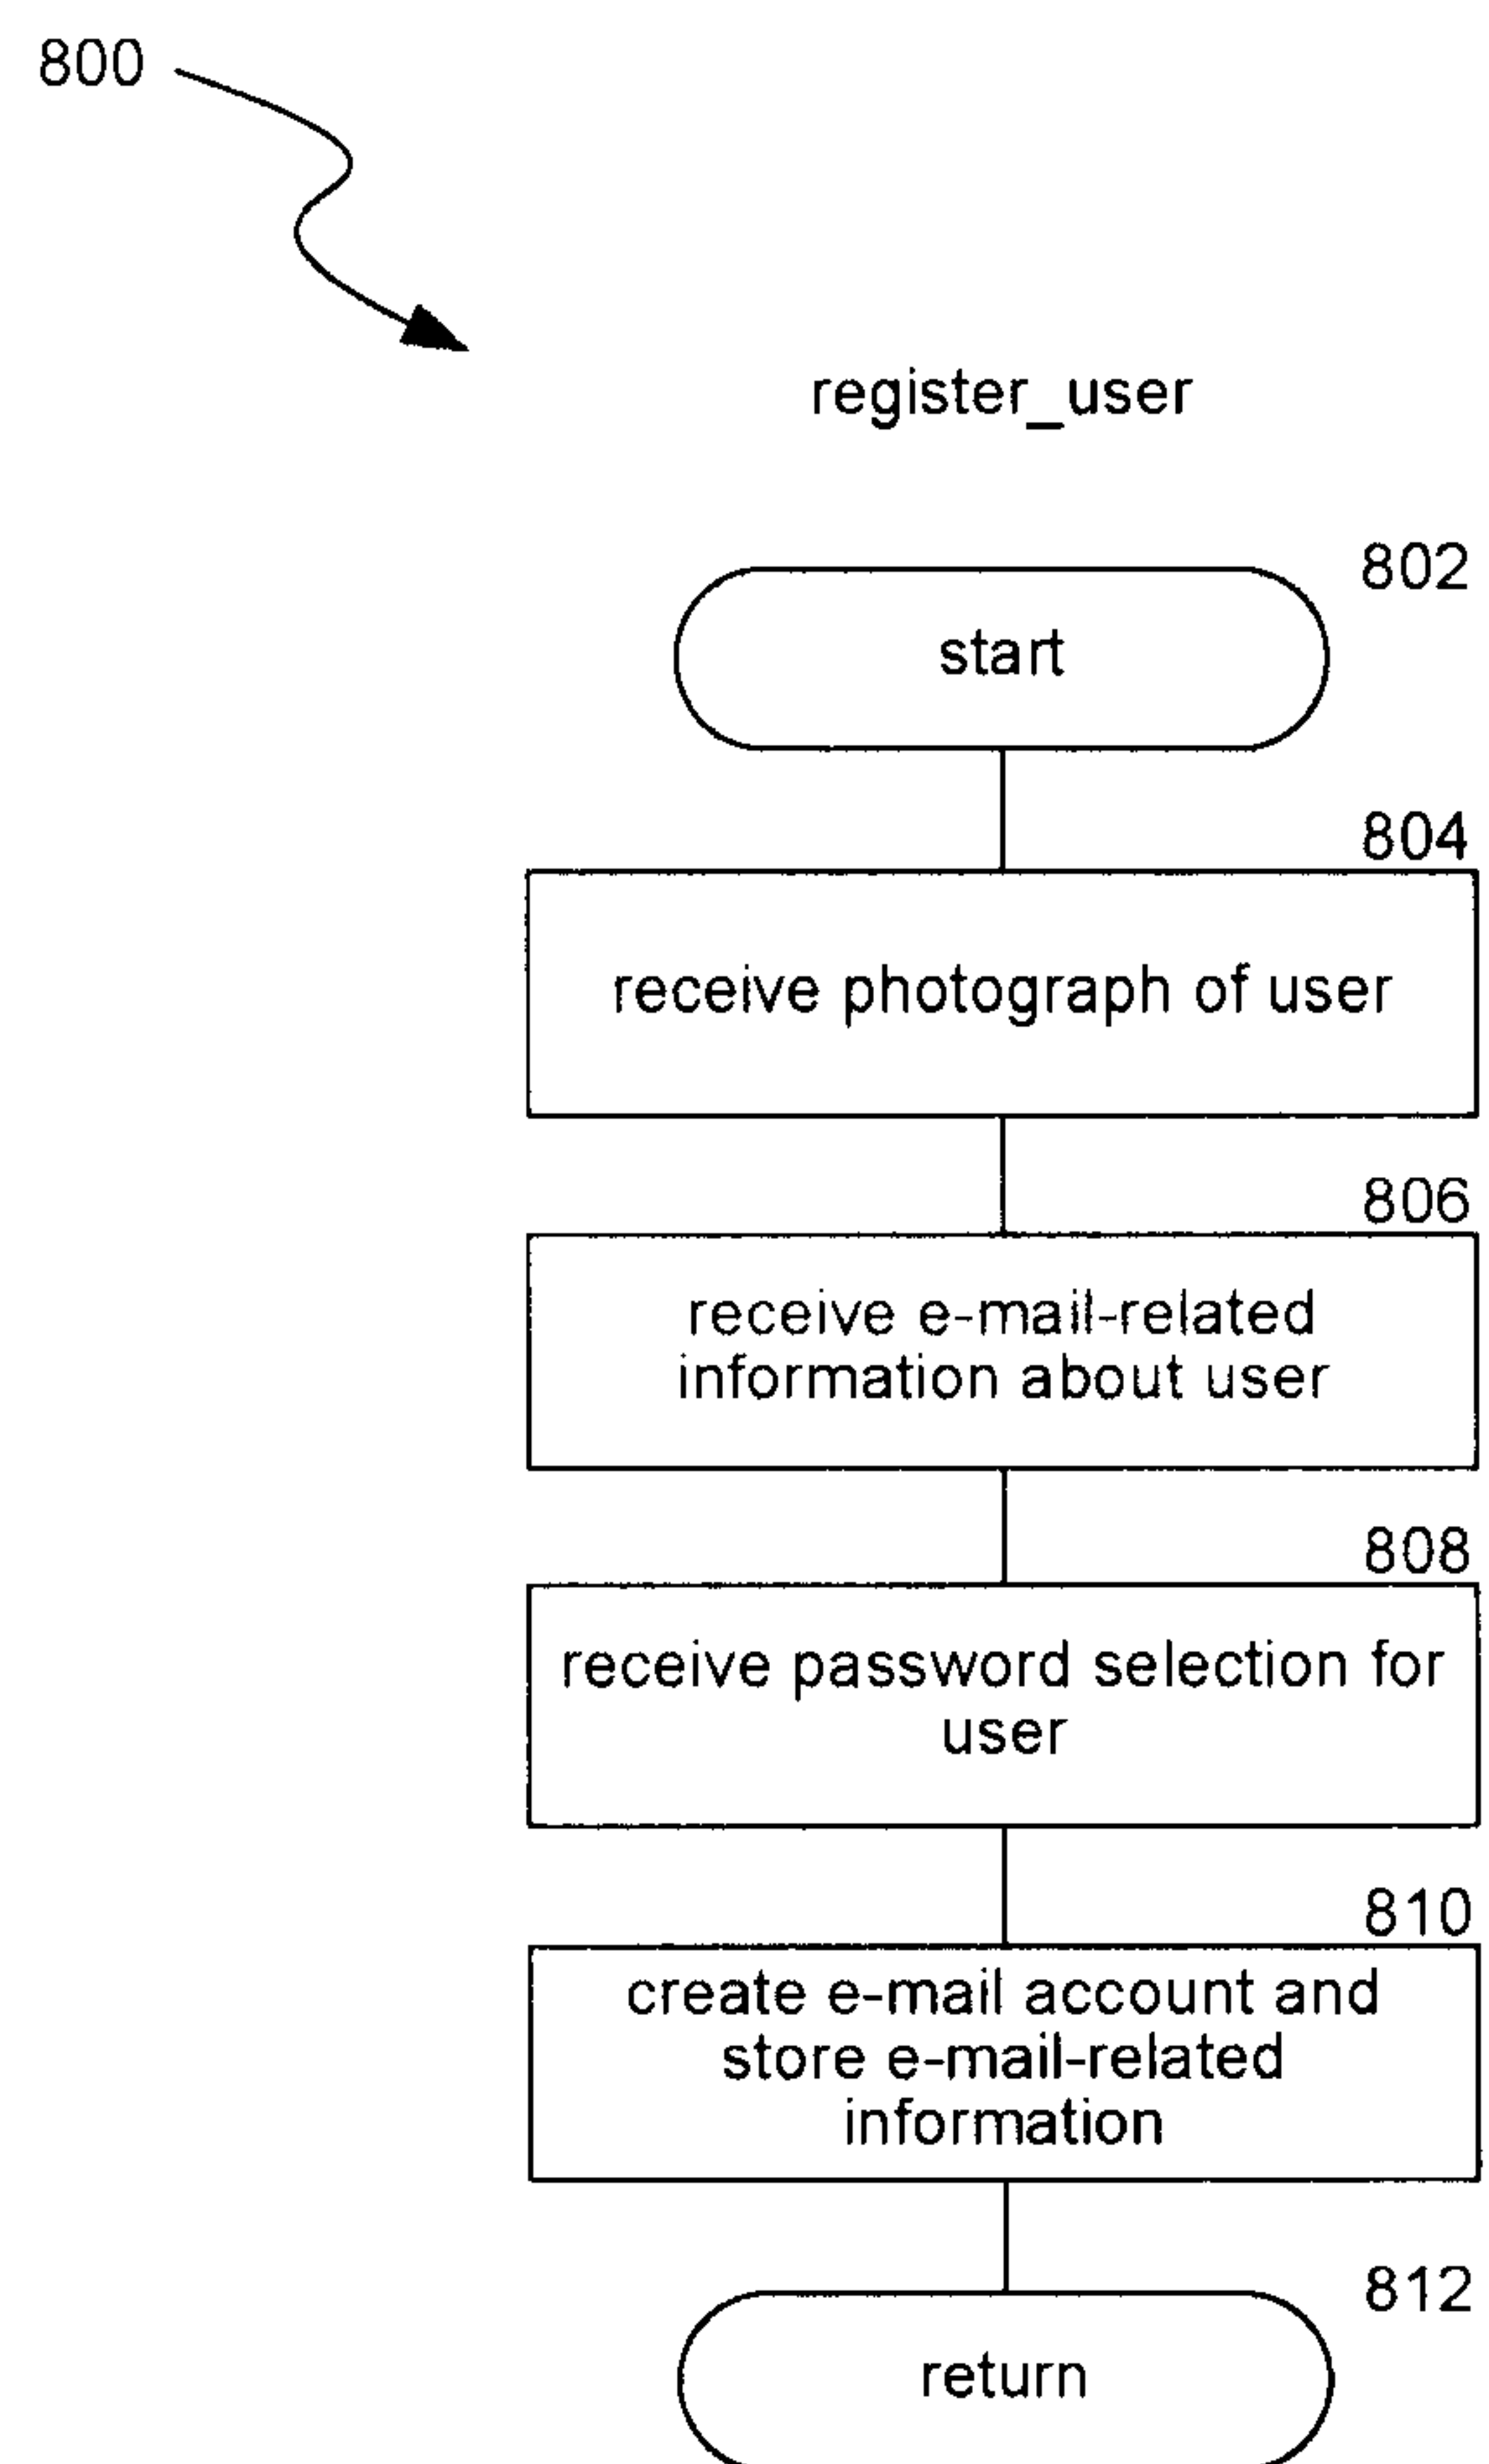 800
register_user
802
start
804
receive photograph of user
806
receive e-mail-related
information about user
808
receive password selection for
user
810
create e-mail account and
store e-mail-related
information
812
return